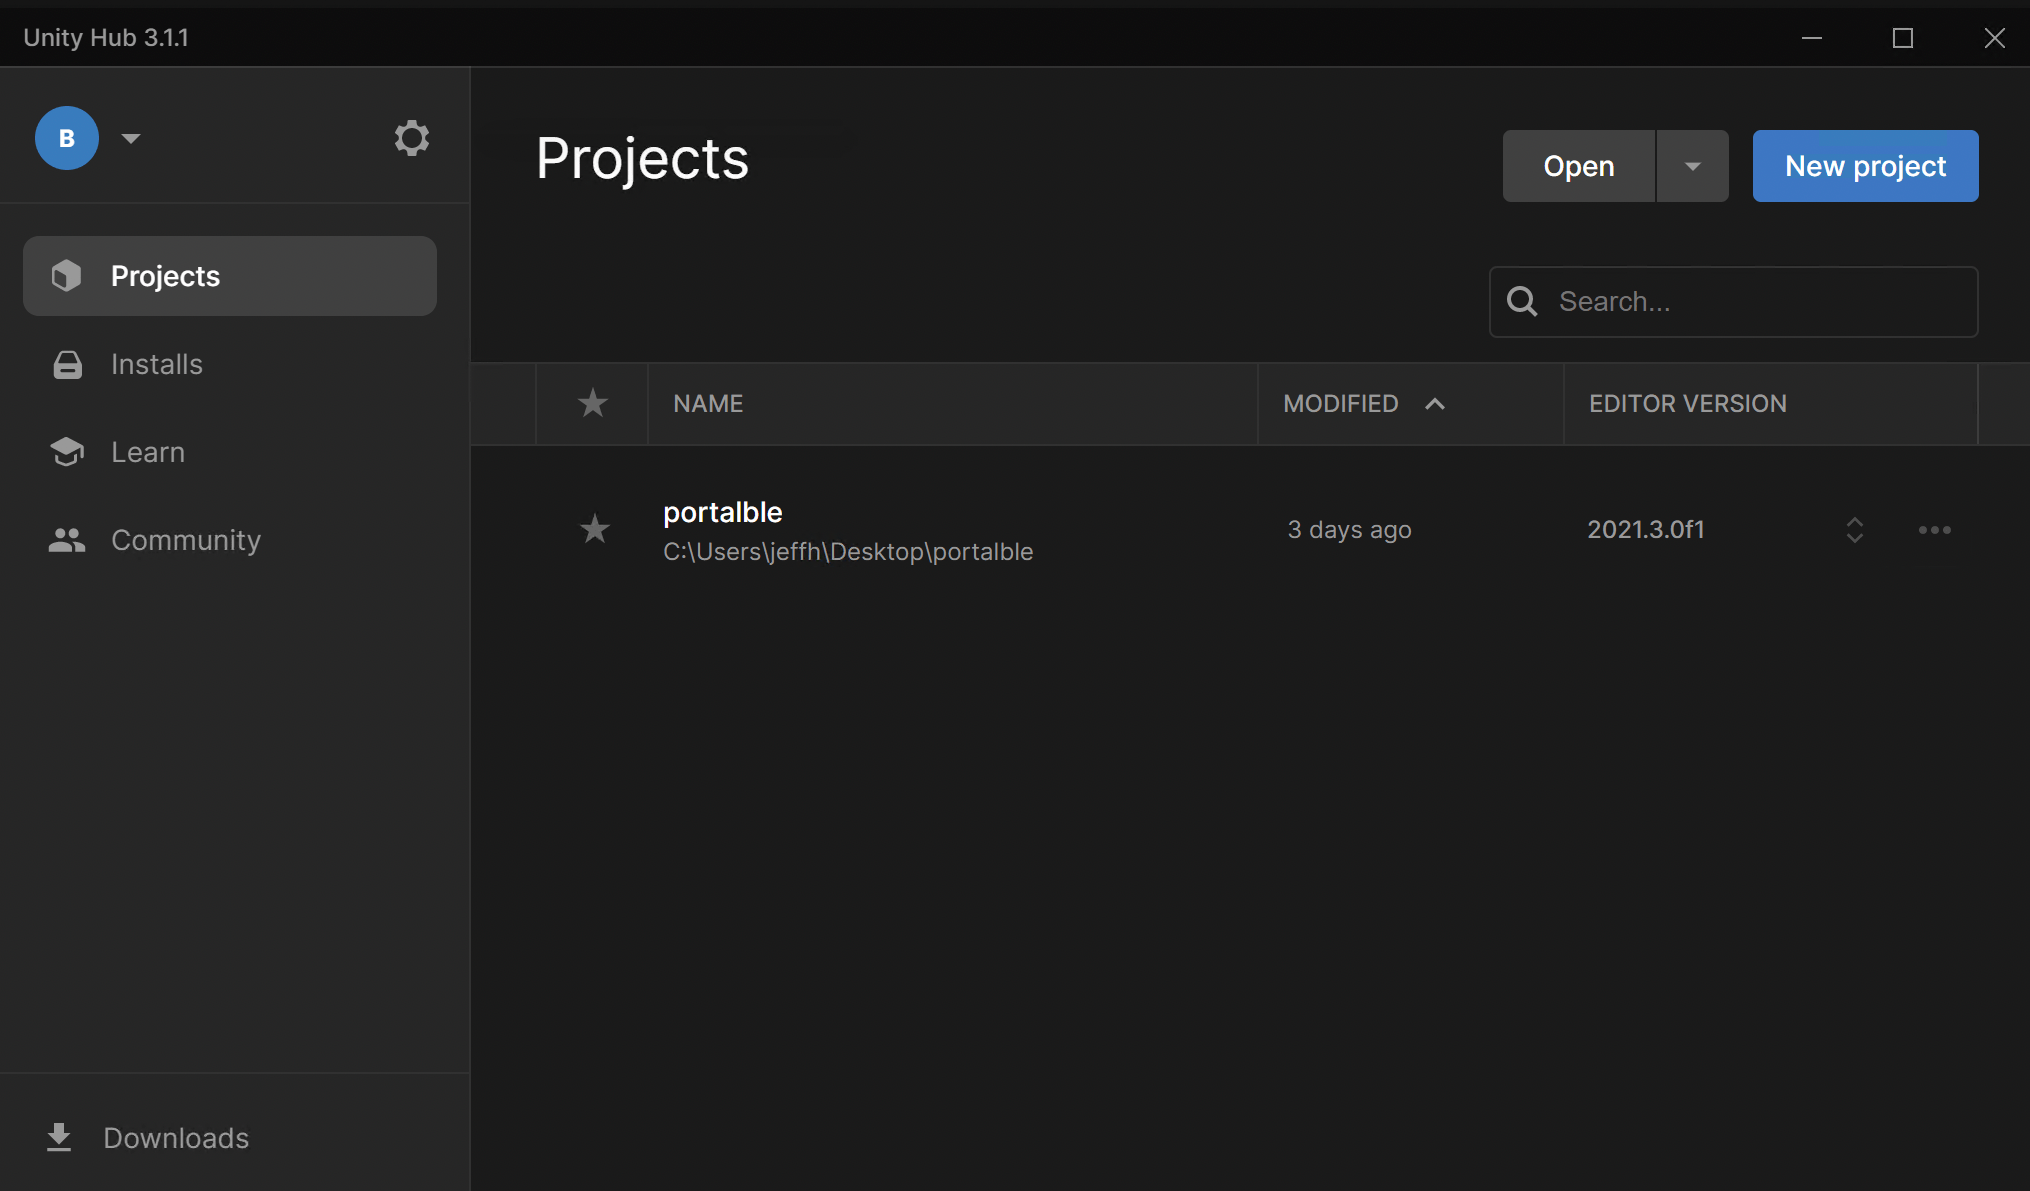 Unity Hub 3.1.1
B
Projects
Installs
Learn
Community
Downloads
Projects
Open
New project
Search...
NAME
MODIFIED
EDITOR VERSION
portalble
C:\Users\jeffh\Desktop\portalble
3 days ago
2021.3.0f1